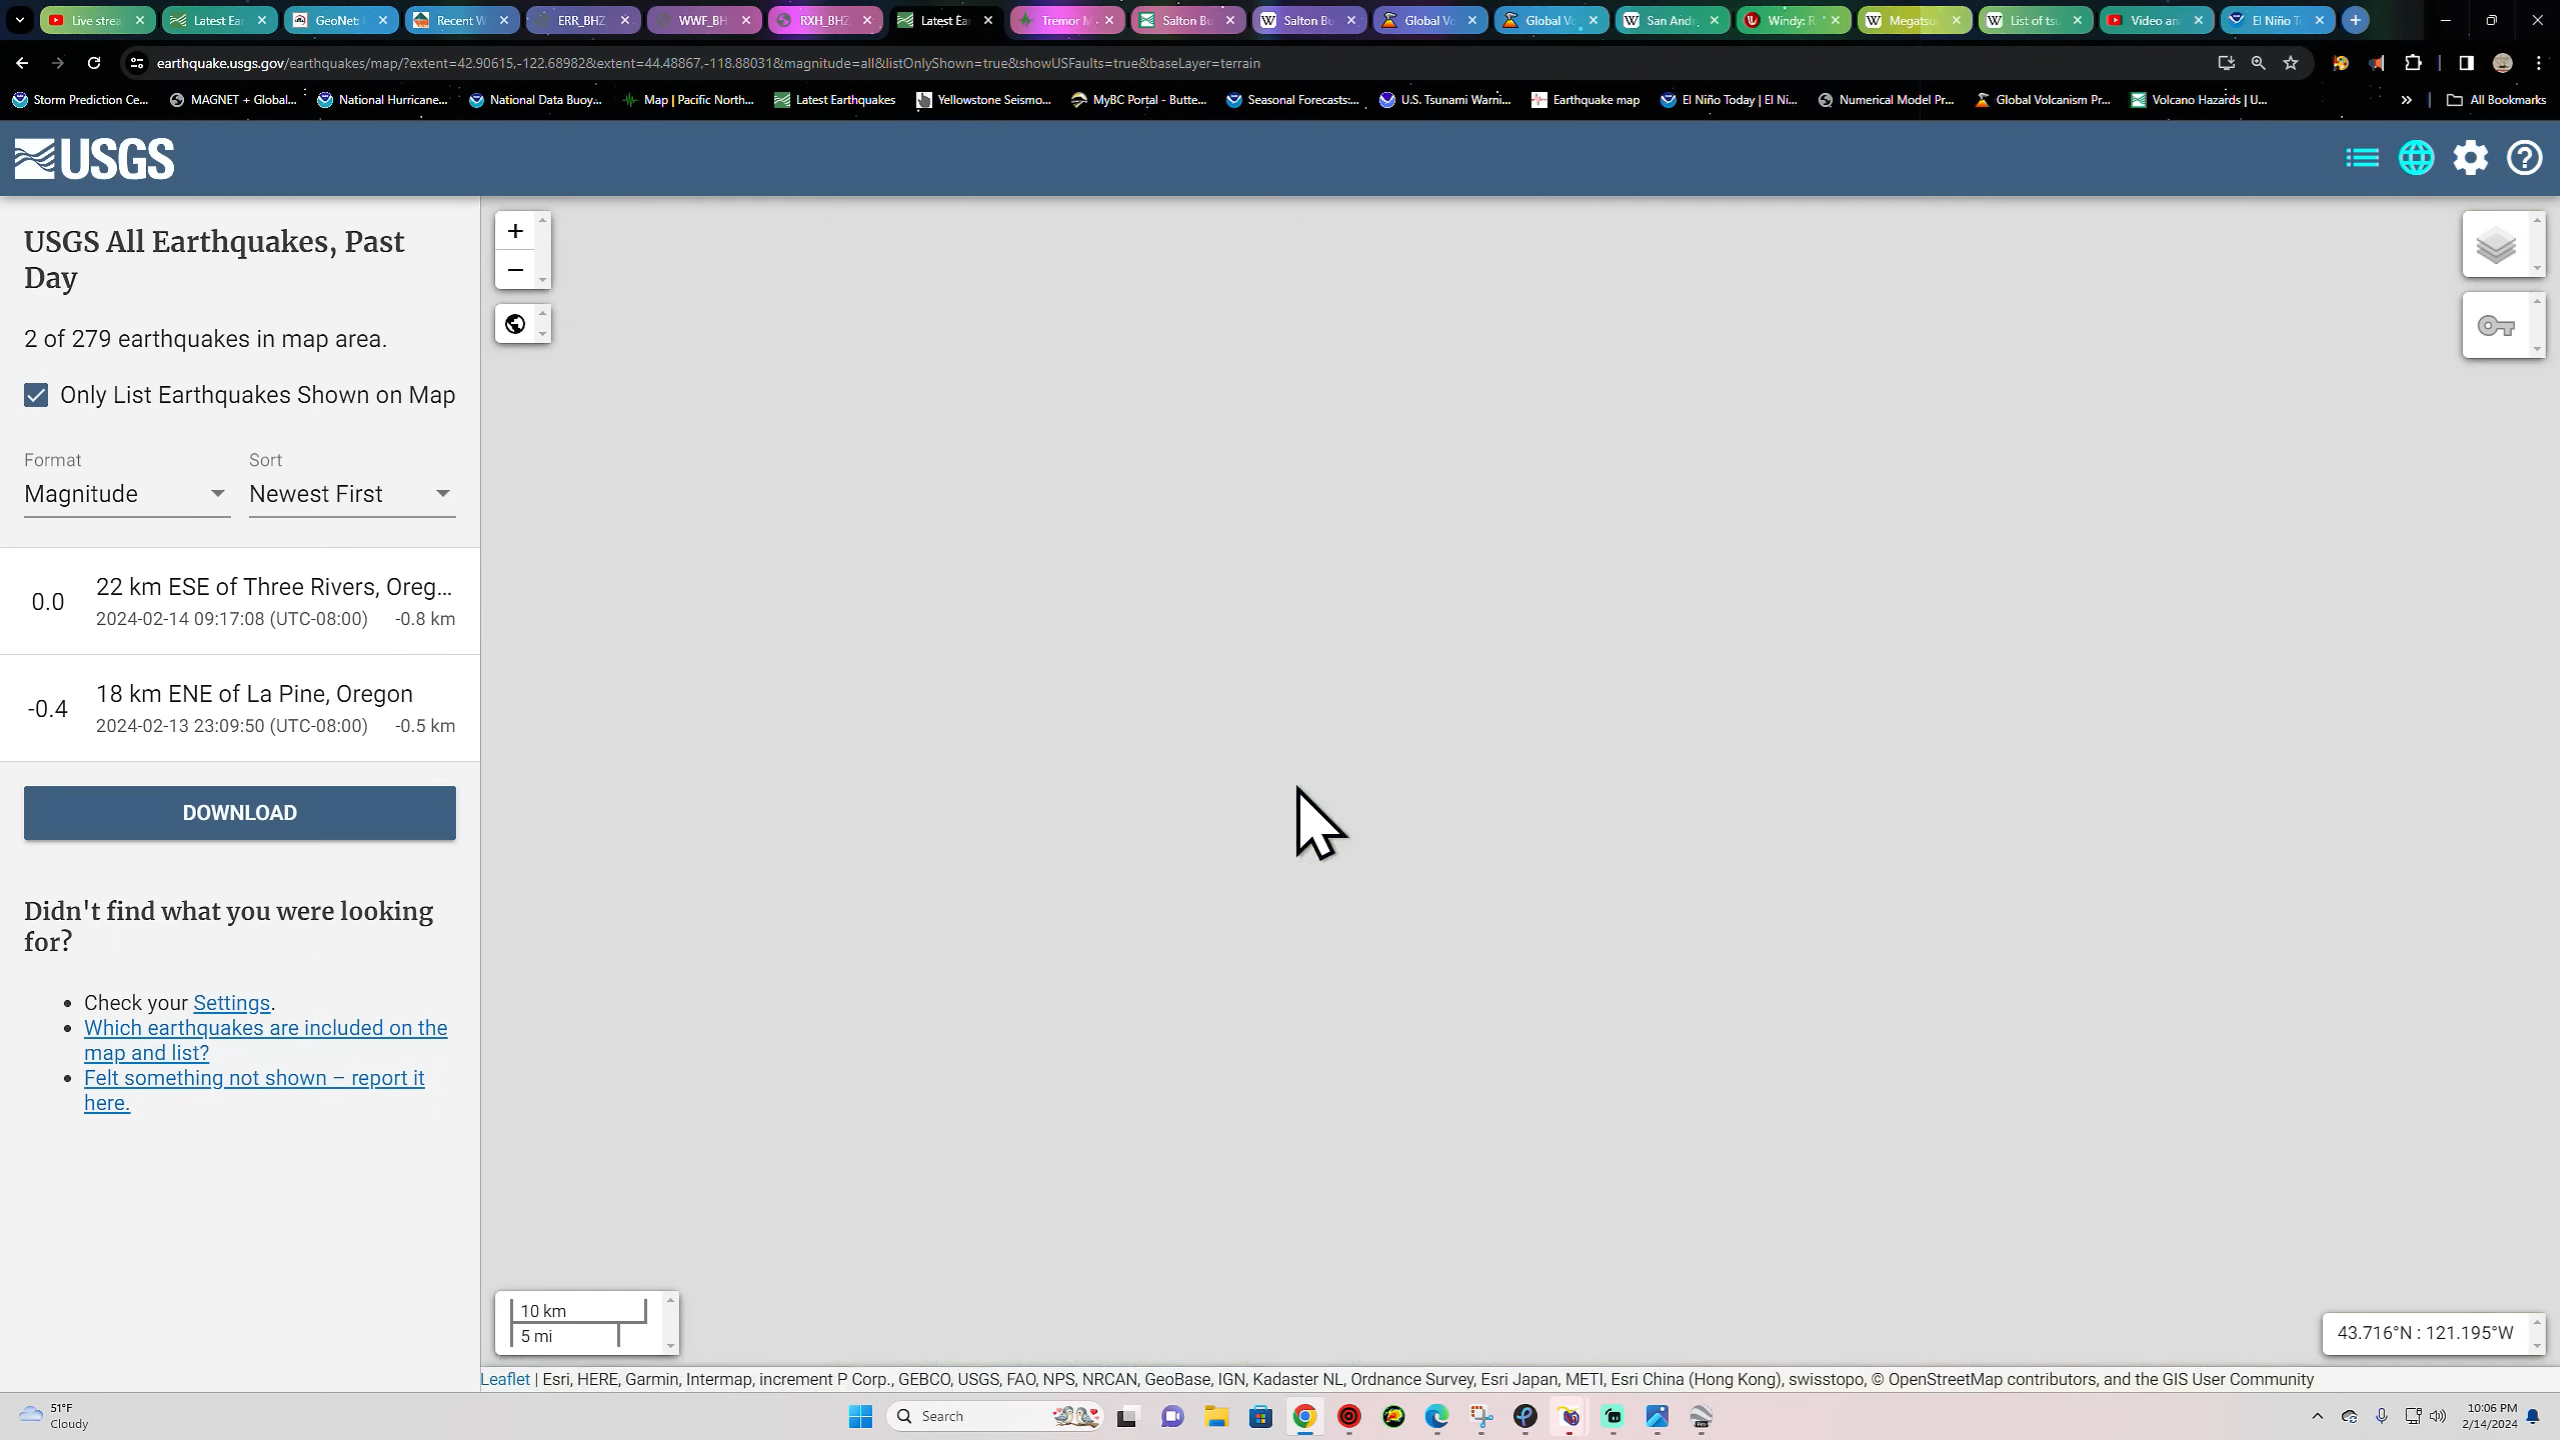 Live strea
Latest Ear
GeoNet:
Recent W
ERR_BHZ
WWF_BH
RXH_BHZ
Latest Ear
Tremor M
Salton Bu
Salton Bu
Global Vo
Global Vo
San Andr
Windy: R
Megatsu
List of tsu
Video an
El Niño T
earthquake.usgs.gov/earthquakes/map/?extent=42.90615,-122.68982&extent=44.48867,-118.88031&magnitude=all&listOnlyShown=true&showUSFaults=true&baseLayer=terrain
Storm Prediction Ce...
MAGNET + Global...
National Hurricane...
National Data Buoy...
Map | Pacific North...
Latest Earthquakes
Yellowstone Seismo...
MyBC Portal - Butte...
Seasonal Forecasts:...
U.S. Tsunami Warni...
Earthquake map
El Niño Today | El Ni...
Numerical Model Pr...
Global Volcanism Pr...
Volcano Hazards | U...
All Bookmarks
USGS
USGS All Earthquakes, Past
Day
2 of 279 earthquakes in map area.
Only List Earthquakes Shown on Map
Format
Sort
Magnitude
Newest First
0.0
22 km ESE of Three Rivers, Oreg...
2024-02-14 09:17:08 (UTC-08:00)
-0.8 km
-0.4
18 km ENE of La Pine, Oregon
2024-02-13 23:09:50 (UTC-08:00)
-0.5 km
DOWNLOAD
Didn't find what you were looking
for?
Check your Settings.
Which earthquakes are included on the
map and list?
Felt something not shown – report it
here.
+
−
10 km
5 mi
43.716°N : 121.195°W
Leaflet | Esri, HERE, Garmin, Intermap, increment P Corp., GEBCO, USGS, FAO, NPS, NRCAN, GeoBase, IGN, Kadaster NL, Ordnance Survey, Esri Japan, METI, Esri China (Hong Kong), swisstopo, © OpenStreetMap contributors, and the GIS User Community
51°F
Cloudy
Search
10:06 PM
2/14/2024